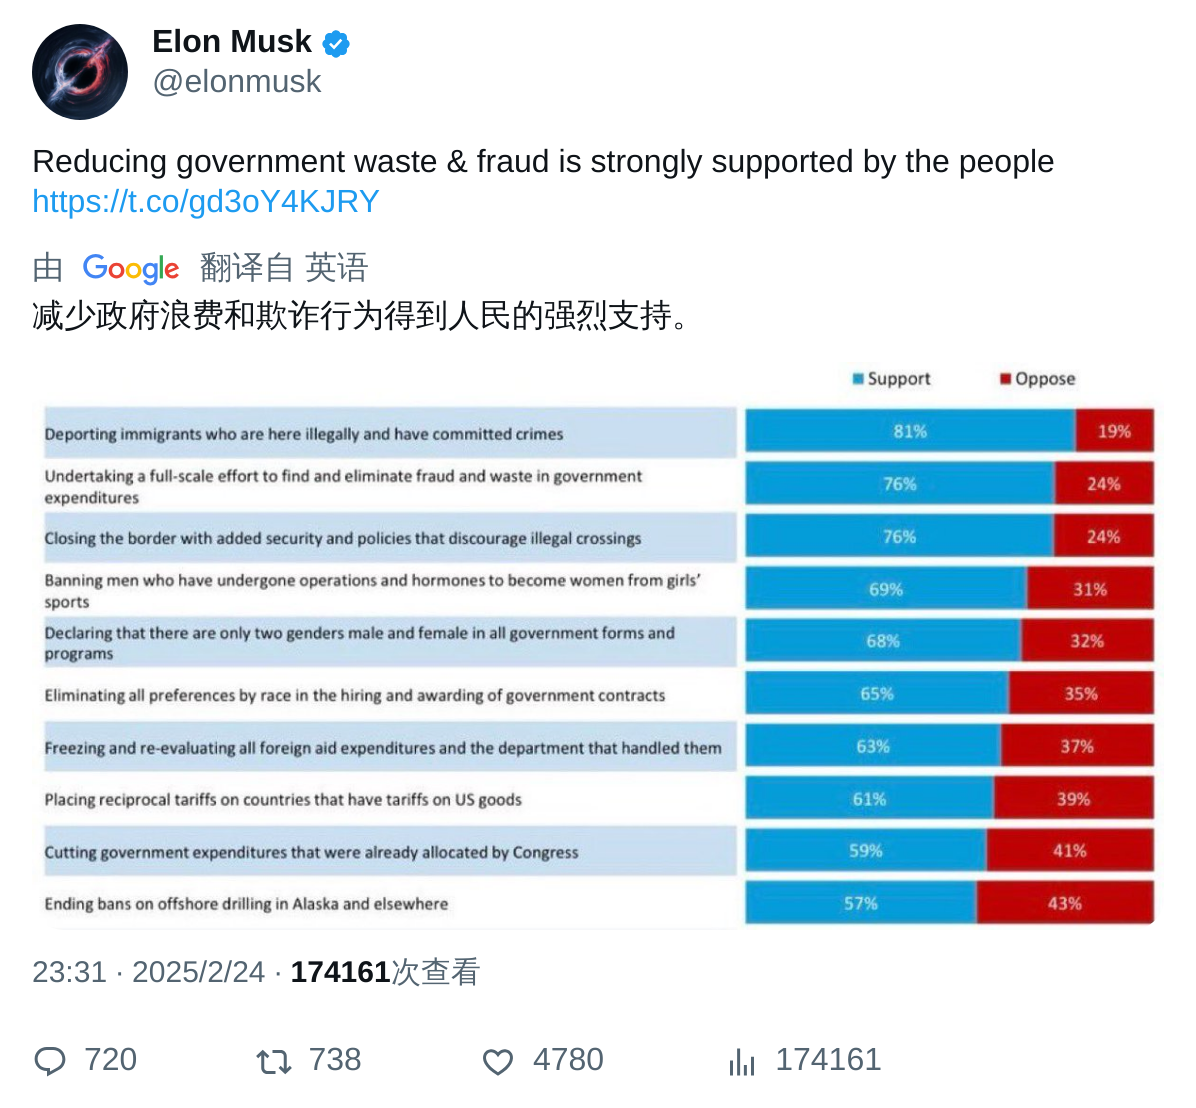 Elon Musk
@elonmusk
Reducing government waste & fraud is strongly supported by the people
https://t.co/gd3oY4KJRY
由 Google 翻译自 英语
减少政府浪费和欺诈行为得到人民的强烈支持。
Support Oppose
Deporting immigrants who are here illegally and have committed crimes 81% 19%
Undertaking a full-scale effort to find and eliminate fraud and waste in government
expenditures 76% 24%
Closing the border with added security and policies that discourage illegal crossings 76% 24%
Banning men who have undergone operations and hormones to become women from girls’
sports 69% 31%
Declaring that there are only two genders male and female in all government forms and
programs 68% 32%
Eliminating all preferences by race in the hiring and awarding of government contracts 65% 35%
Freezing and re-evaluating all foreign aid expenditures and the department that handled them 63% 37%
Placing reciprocal tariffs on countries that have tariffs on US goods 61% 39%
Cutting government expenditures that were already allocated by Congress 59% 41%
Ending bans on offshore drilling in Alaska and elsewhere 57% 43%
23:31 · 2025/2/24 · 174161次查看
720 738 4780 174161